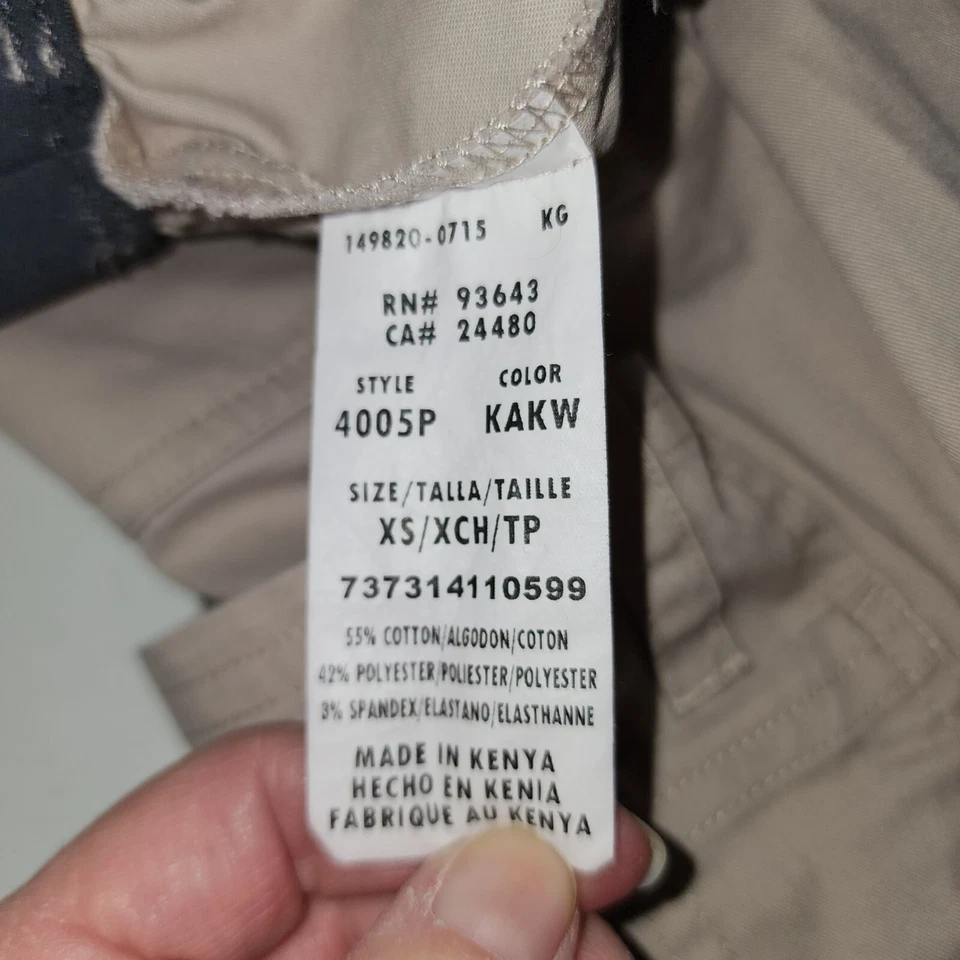 149820-0715 KG
RN# 93643
CA# 24480
STYLE COLOR
4005P KAKW
SIZE/TALLA/TAILLE
XS/XCH/TP
737314110599
55% COTTON/ALGODON/COTON
42% POLYESTER/POLIESTER/POLYESTER
3% SPANDEX/ELASTANO/ELASTHANNE
MADE IN KENYA
HECHO EN KENIA
FABRIQUE AU KENYA